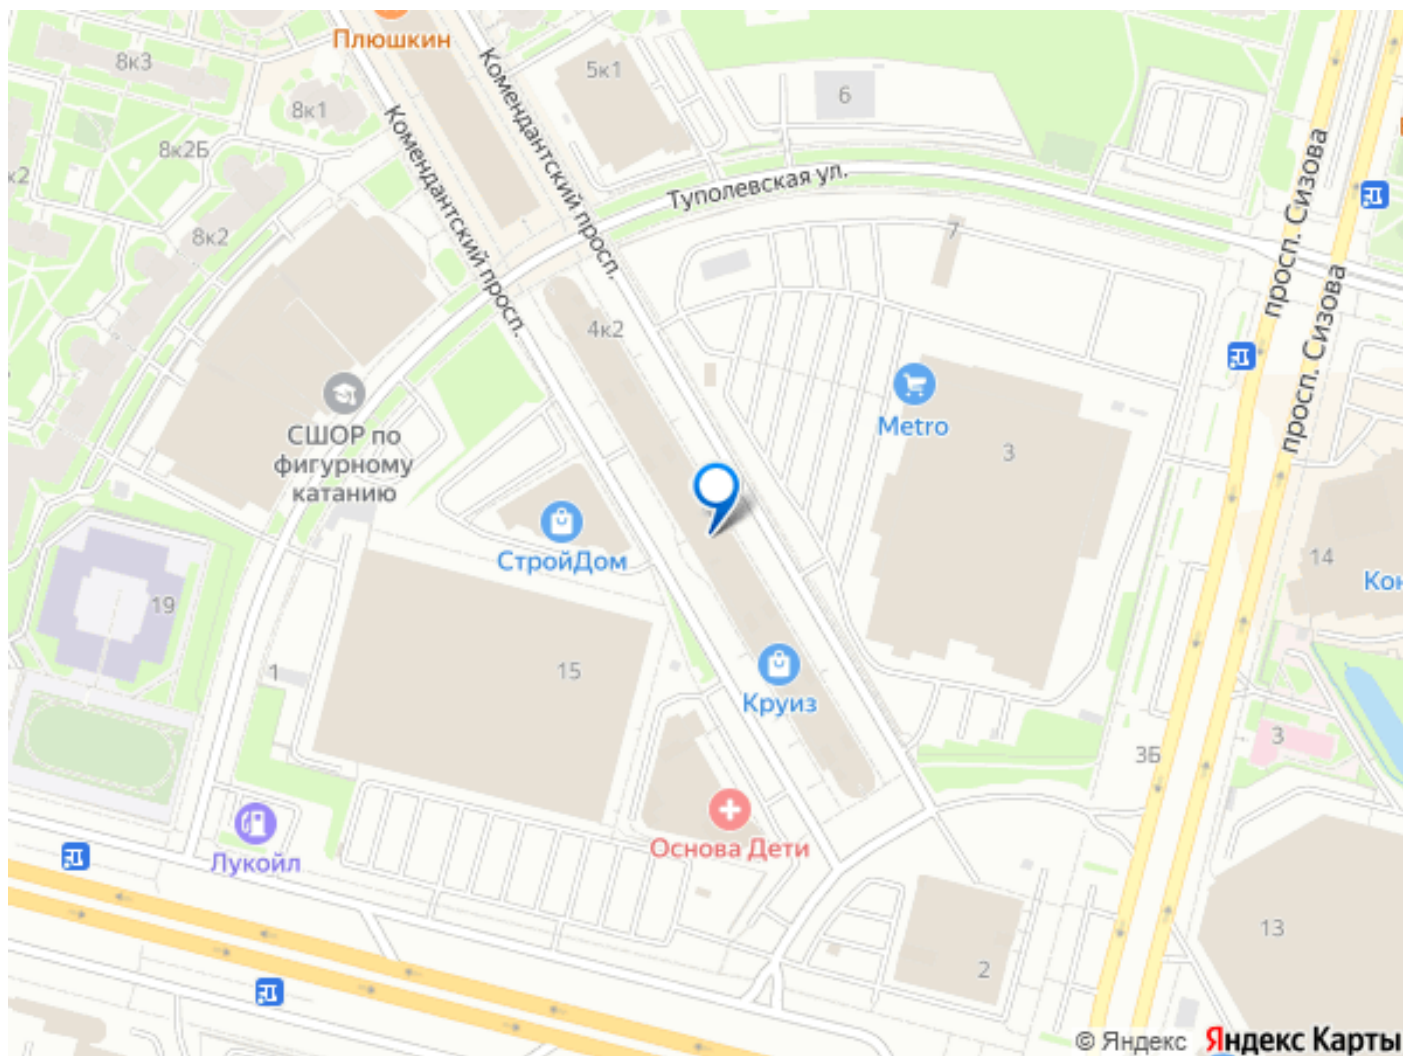 Плюшкин
8к3
8к1
8к2Б
к2
8к2
5к1
6
Комендантский просп.
Комендантский просп.
Туполевская ул.
просп. Сизова
просп. Сизова
7
4к2
Metro
3
СШОР по
фигурному
катанию
СтройДом
14
Кон
19
1
15
Круиз
3Б
3
Лукойл
Основа Дети
13
2
© Яндекс
Яндекс Карты